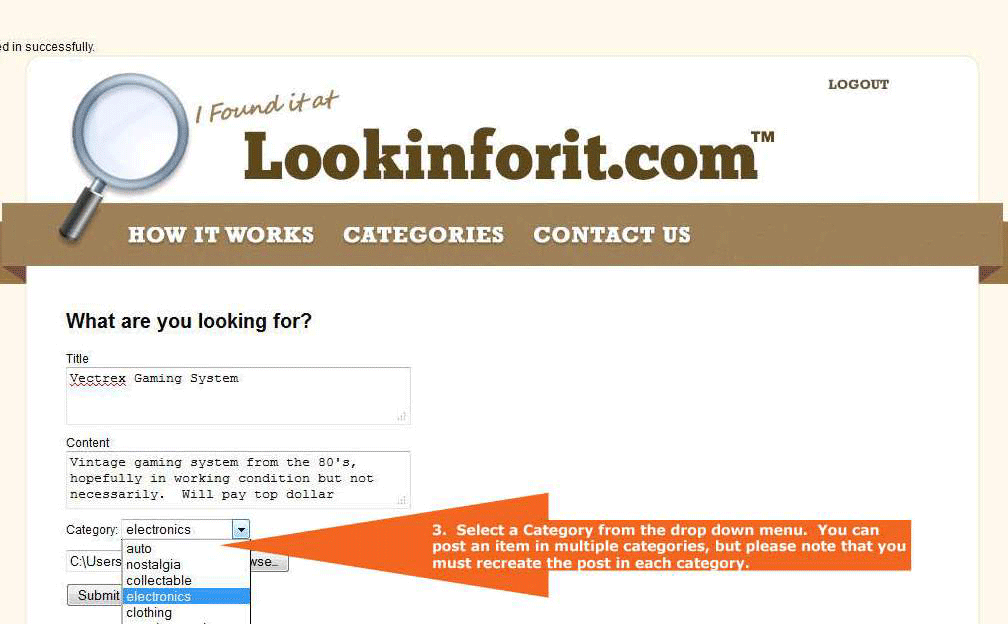 ed in successfully.
LOGOUT
I Found it at
Lookinforit.com™
HOW IT WORKS CATEGORIES CONTACT US
What are you looking for?
Title
Vectrex Gaming System
Content
Vintage gaming system from the 80's,
hopefully in working condition but not
necessarily. Will pay top dollar
Category: electronics
3. Select a Category from the drop down menu. You can
post an item in multiple categories, but please note that you
must recreate the post in each category.
auto
C:\Users wse...
nostalgia
collectable
Submit
electronics
clothing